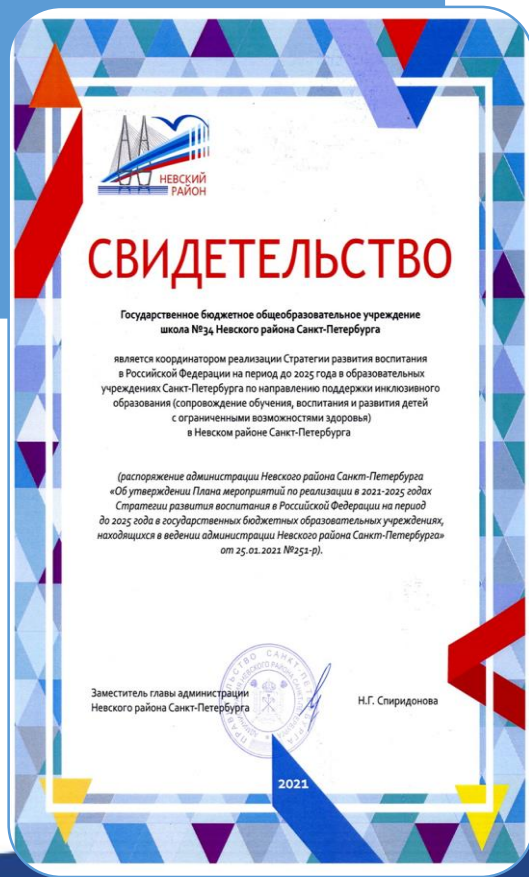 НЕВСКИЙ
РАЙОН
СВИДЕТЕЛЬСТВО
Государственное бюджетное общеобразовательное учреждение
школа №34 Невского района Санкт-Петербурга
является координатором реализации Стратегии развития воспитания
в Российской Федерации на период до 2025 года в образовательных
учреждениях Санкт-Петербурга по направлению поддержки инклюзивного
образования (сопровождение обучения, воспитания и развития детей
с ограниченными возможностями здоровья)
в Невском районе Санкт-Петербурга
(распоряжение администрации Невского района Санкт-Петербурга
«Об утверждении Плана мероприятий по реализации в 2021-2025 годах
Стратегии развития воспитания в Российской Федерации на период
до 2025 года в государственных бюджетных образовательных учреждениях,
находящихся в ведении администрации Невского района Санкт-Петербурга»
от 25.01.2021 №251-р).
Заместитель главы администрации
Невского района Санкт-Петербурга
Н.Г. Спиридонова
2021